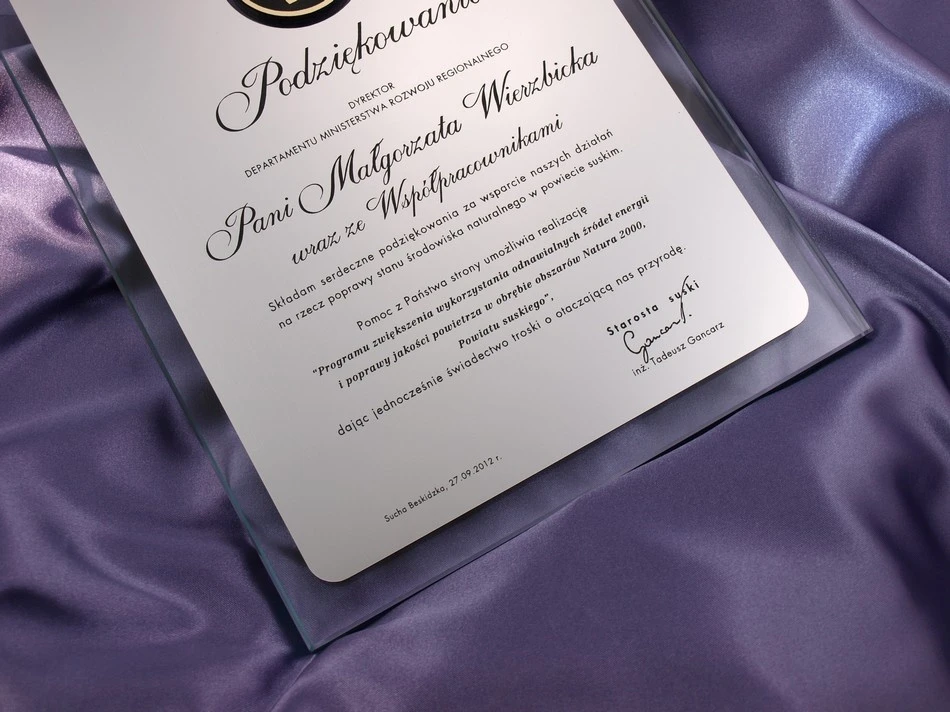 Podziękowanie
DYREKTOR
DEPARTAMENTU MINISTERSTWA ROZWOJU REGIONALNEGO
Pani Małgorzata Wierzbicka
wraz ze Współpracownikami
Składam serdeczne podziękowania za wsparcie naszych działań
na rzecz poprawy stanu środowiska naturalnego w powiecie suskim.
Pomoc z Państwa strony umożliwia realizację
"Programu zwiększenia wykorzystania odnawialnych źródeł energii
i poprawy jakości powietrza w obrębie obszarów Natura 2000,
Powiatu suskiego",
dając jednocześnie świadectwo troski o otaczającą nas przyrodę.
Starosta suski
Gancarz T.
inż. Tadeusz Gancarz
Sucha Beskidzka, 27.09.2012 r.